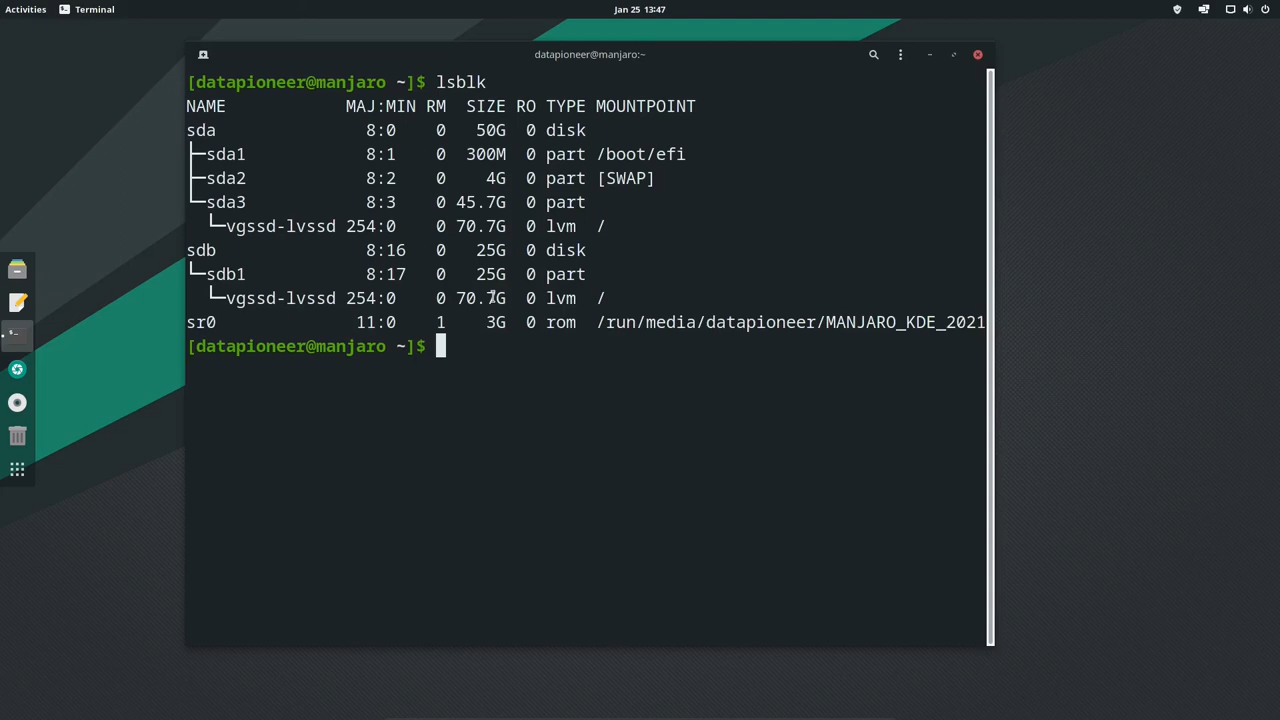 Activities Terminal Jan 25 13:47
datapioneer@manjaro:~
[datapioneer@manjaro ~]$ lsblk
NAME MAJ:MIN RM SIZE RO TYPE MOUNTPOINT
sda 8:0 0 50G 0 disk
├─sda1 8:1 0 300M 0 part /boot/efi
├─sda2 8:2 0 4G 0 part [SWAP]
└─sda3 8:3 0 45.7G 0 part
└─vgssd-lvssd 254:0 0 70.7G 0 lvm /
sdb 8:16 0 25G 0 disk
└─sdb1 8:17 0 25G 0 part
└─vgssd-lvssd 254:0 0 70.7G 0 lvm /
sr0 11:0 1 3G 0 rom /run/media/datapioneer/MANJARO_KDE_2021
[datapioneer@manjaro ~]$